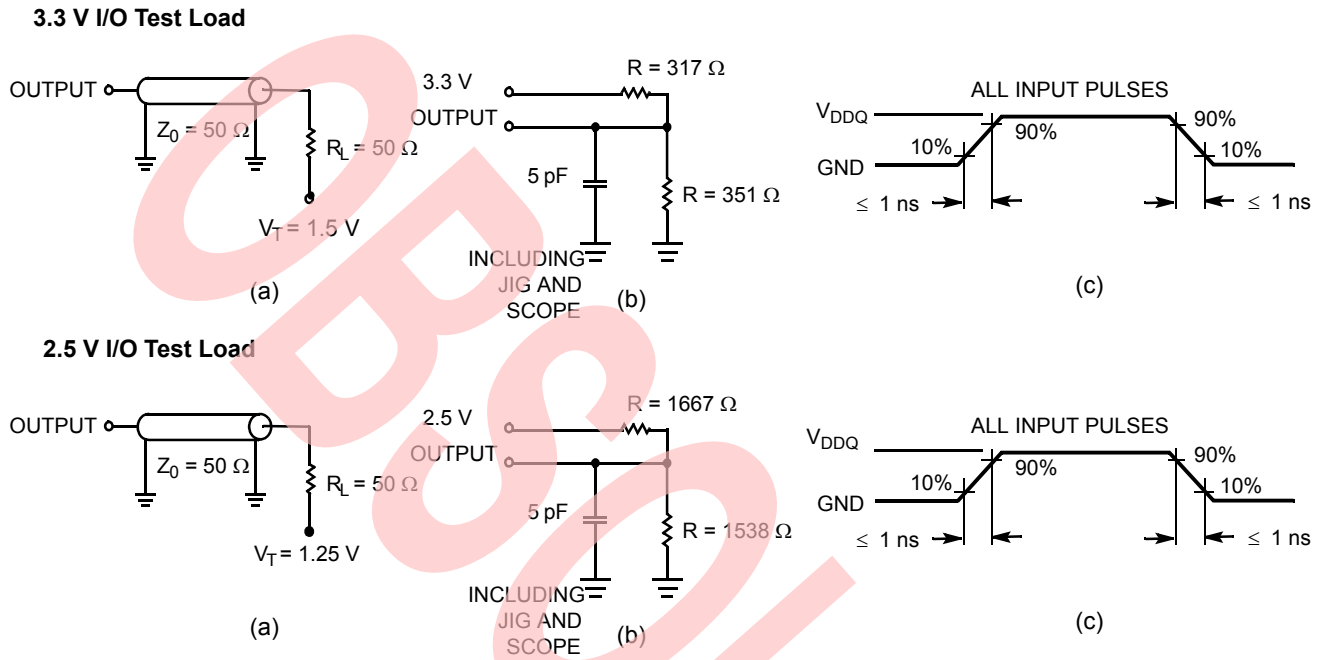 3.3 V I/O Test Load
OUTPUT
Z0 = 50 Ω
RL = 50 Ω
VT = 1.5 V
(a)
3.3 V
OUTPUT
R = 317 Ω
5 pF
R = 351 Ω
INCLUDING
JIG AND
SCOPE
(b)
ALL INPUT PULSES
VDDQ
GND
10%
90%
90%
10%
≤ 1 ns
≤ 1 ns
(c)
2.5 V I/O Test Load
OUTPUT
Z0 = 50 Ω
RL = 50 Ω
VT = 1.25 V
(a)
2.5 V
OUTPUT
R = 1667 Ω
5 pF
R = 1538 Ω
INCLUDING
JIG AND
SCOPE
(b)
ALL INPUT PULSES
VDDQ
GND
10%
90%
90%
10%
≤ 1 ns
≤ 1 ns
(c)